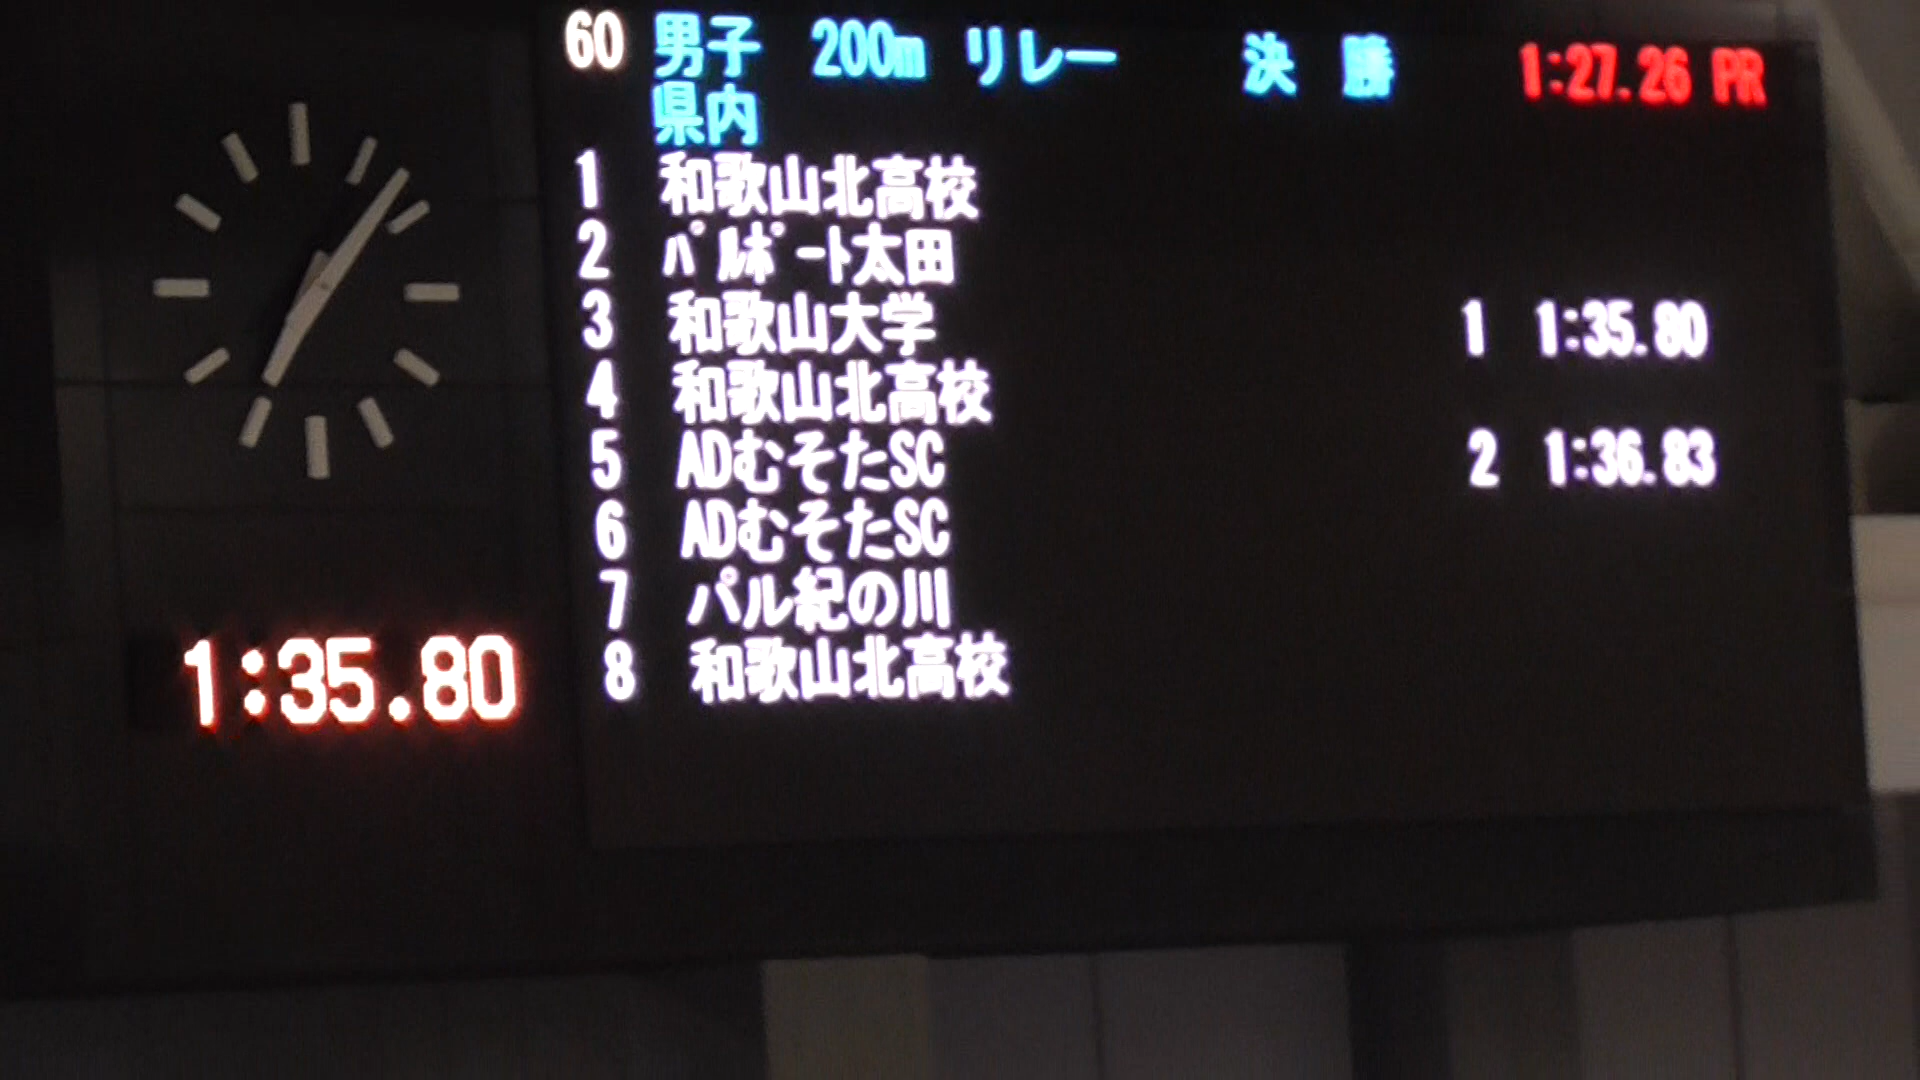 60 男子 200m リレー 決 勝 1:27.26 PR
県内
1 和歌山北高校
2 ﾊﾟﾙﾎﾟｰﾄ太田
3 和歌山大学 1 1:35.80
4 和歌山北高校
5 ADむそたSC 2 1:36.83
6 ADむそたSC
7 パル紀の川
8 和歌山北高校
1:35.80